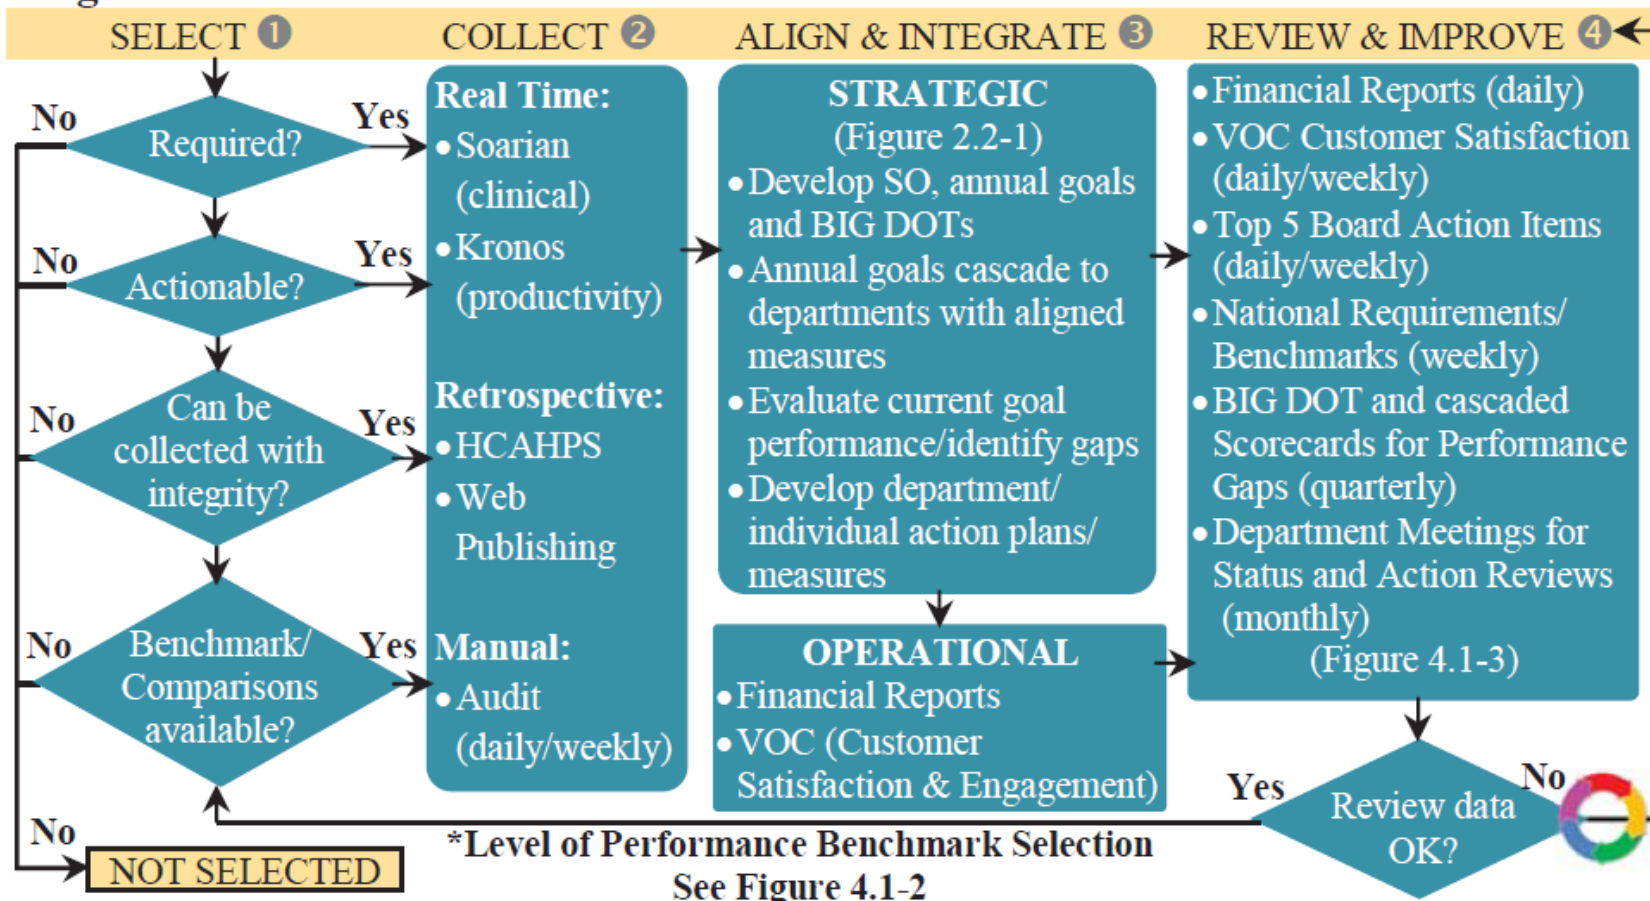 SELECT 1
COLLECT 2
ALIGN & INTEGRATE 3
REVIEW & IMPROVE 4
No
Required?
Yes
No
Actionable?
Yes
No
Can be
collected with
integrity?
Yes
No
Benchmark/
Comparisons
available?
Yes
No
NOT SELECTED
Real Time:
•Soarian
(clinical)
•Kronos
(productivity)
Retrospective:
•HCAHPS
•Web
Publishing
Manual:
•Audit
(daily/weekly)
STRATEGIC
(Figure 2.2-1)
•Develop SO, annual goals
and BIG DOTs
•Annual goals cascade to
departments with aligned
measures
•Evaluate current goal
performance/identify gaps
•Develop department/
individual action plans/
measures
OPERATIONAL
•Financial Reports
•VOC (Customer
Satisfaction & Engagement)
•Financial Reports (daily)
•VOC Customer Satisfaction
(daily/weekly)
•Top 5 Board Action Items
(daily/weekly)
•National Requirements/
Benchmarks (weekly)
•BIG DOT and cascaded
Scorecards for Performance
Gaps (quarterly)
•Department Meetings for
Status and Action Reviews
(monthly)
(Figure 4.1-3)
Yes
Review data
OK?
No
*Level of Performance Benchmark Selection
See Figure 4.1-2